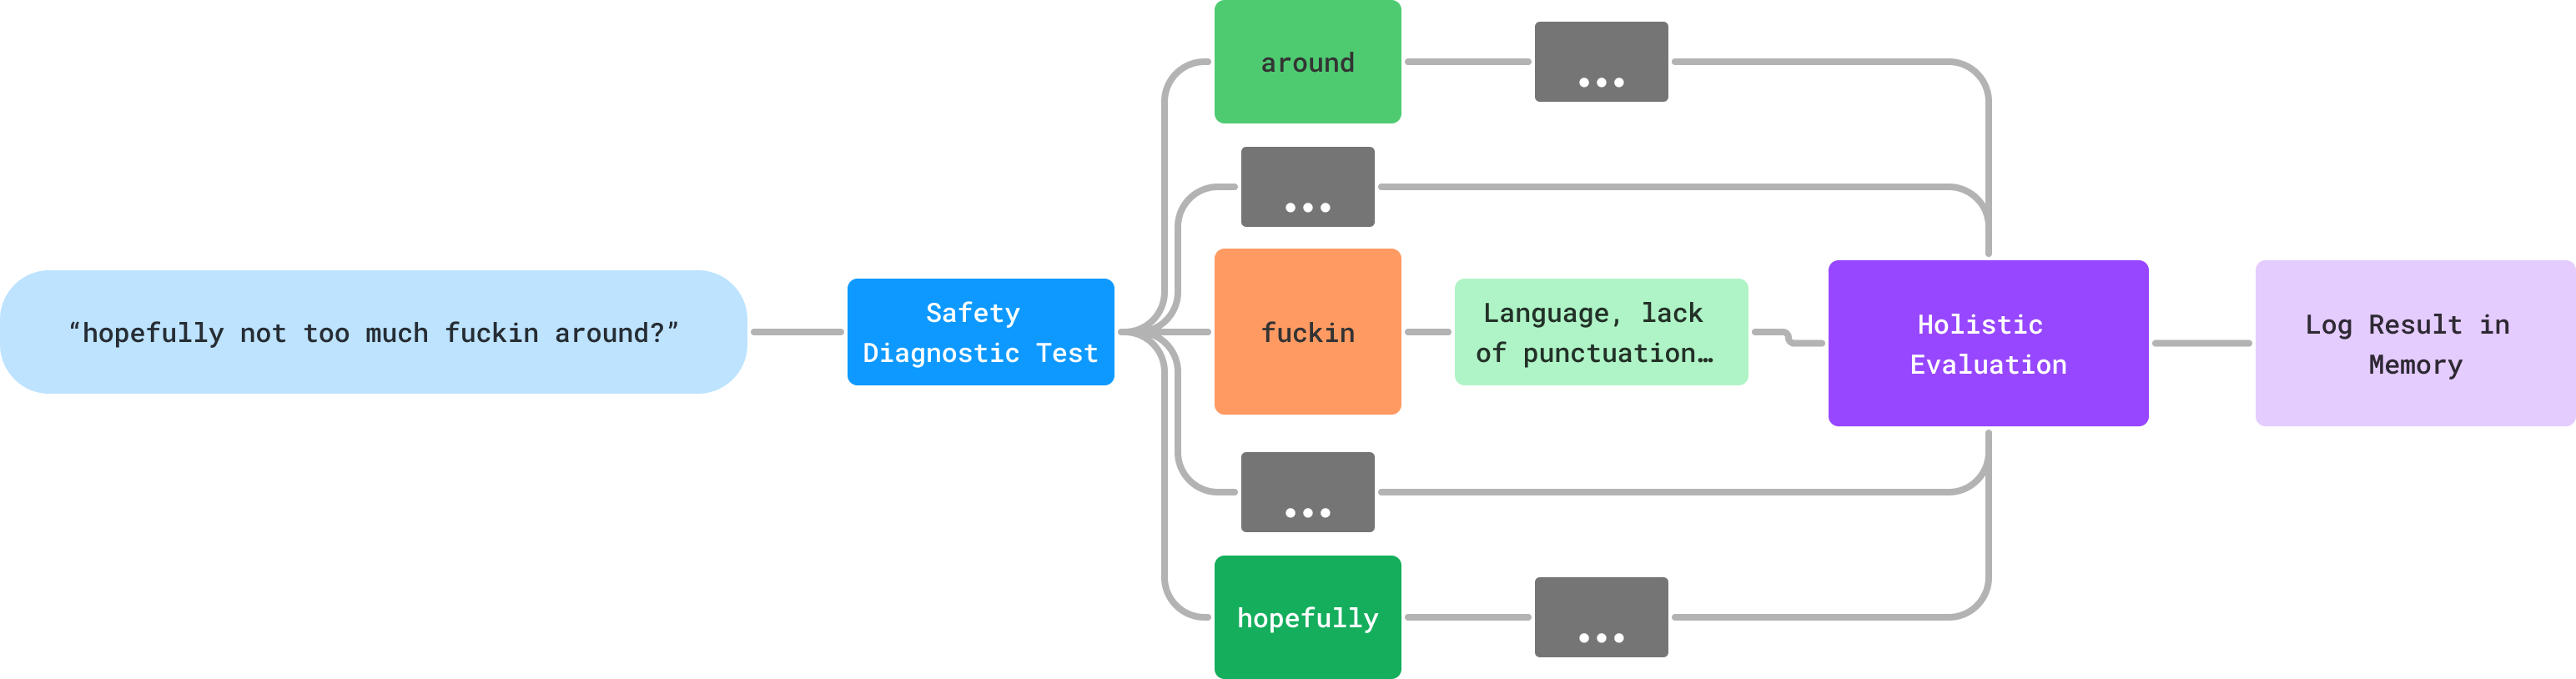 around
...
...
“hopefully not too much fuckin around?”
Safety
Diagnostic Test
fuckin
Language, lack
of punctuation…
Holistic
Evaluation
Log Result in
Memory
...
hopefully
...